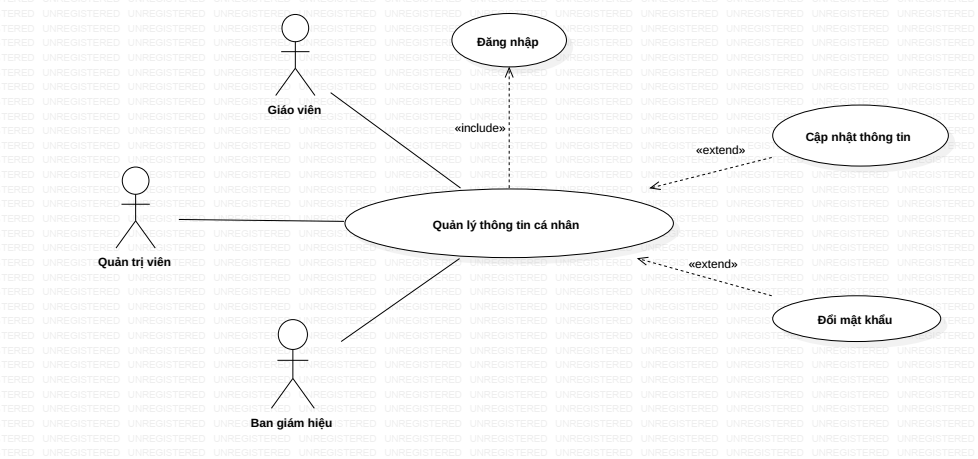 Đăng nhập
Giáo viên
«include»
Cập nhật thông tin
«extend»
Quản lý thông tin cá nhân
Quản trị viên
«extend»
Đổi mật khẩu
Ban giám hiệu
UNREGISTERED